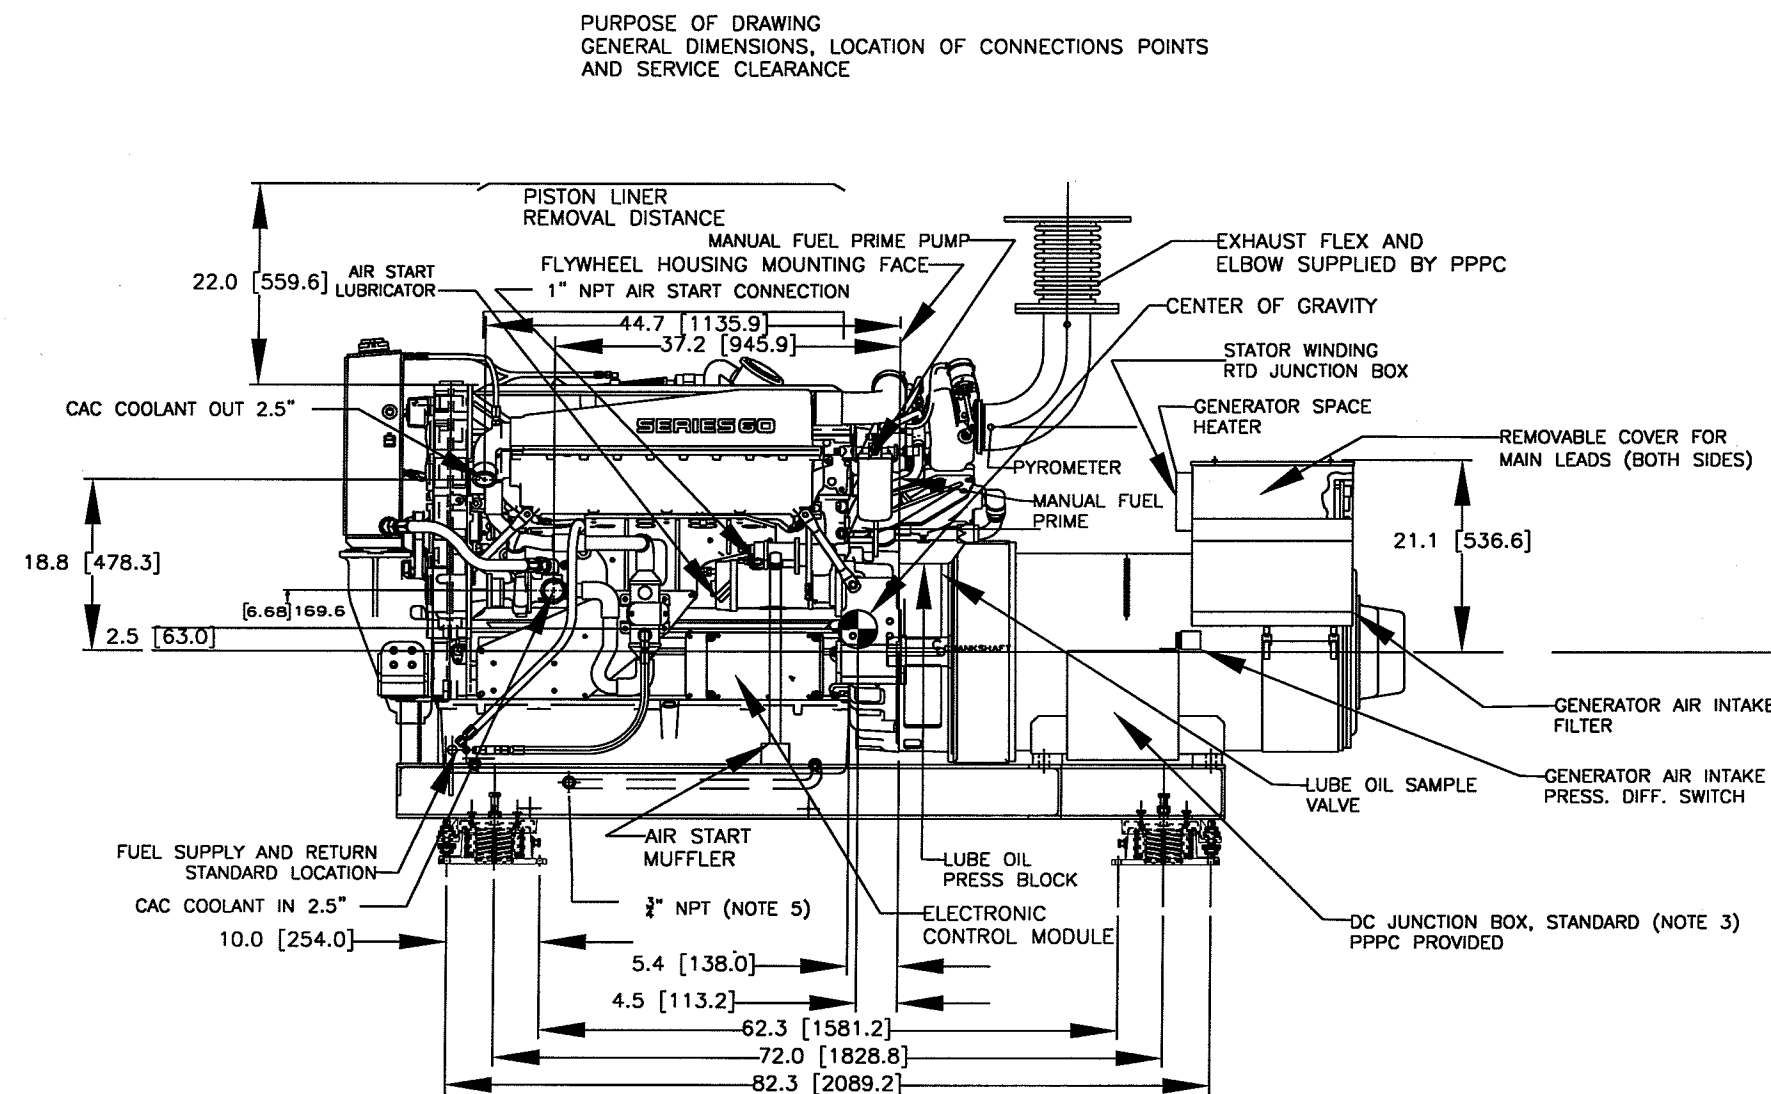 PURPOSE OF DRAWING
GENERAL DIMENSIONS, LOCATION OF CONNECTIONS POINTS
AND SERVICE CLEARANCE
PISTON LINER
REMOVAL DISTANCE
MANUAL FUEL PRIME PUMP
FLYWHEEL HOUSING MOUNTING FACE
1" NPT AIR START CONNECTION
AIR START
LUBRICATOR
22.0 [559.6]
44.7 [1135.9]
37.2 [945.9]
EXHAUST FLEX AND
ELBOW SUPPLIED BY PPPC
CENTER OF GRAVITY
STATOR WINDING
RTD JUNCTION BOX
GENERATOR SPACE
HEATER
REMOVABLE COVER FOR
MAIN LEADS (BOTH SIDES)
CAC COOLANT OUT 2.5"
SERIES 60
PYROMETER
MANUAL FUEL
PRIME
21.1 [536.6]
18.8 [478.3]
[6.68]169.6
2.5 [63.0]
CRANKSHAFT
GENERATOR AIR INTAKE
FILTER
GENERATOR AIR INTAKE
PRESS. DIFF. SWITCH
LUBE OIL SAMPLE
VALVE
AIR START
MUFFLER
LUBE OIL
PRESS BLOCK
FUEL SUPPLY AND RETURN
STANDARD LOCATION
CAC COOLANT IN 2.5"
3/4" NPT (NOTE 5)
ELECTRONIC
CONTROL MODULE
DC JUNCTION BOX, STANDARD (NOTE 3)
PPPC PROVIDED
10.0 [254.0]
5.4 [138.0]
4.5 [113.2]
62.3 [1581.2]
72.0 [1828.8]
82.3 [2089.2]